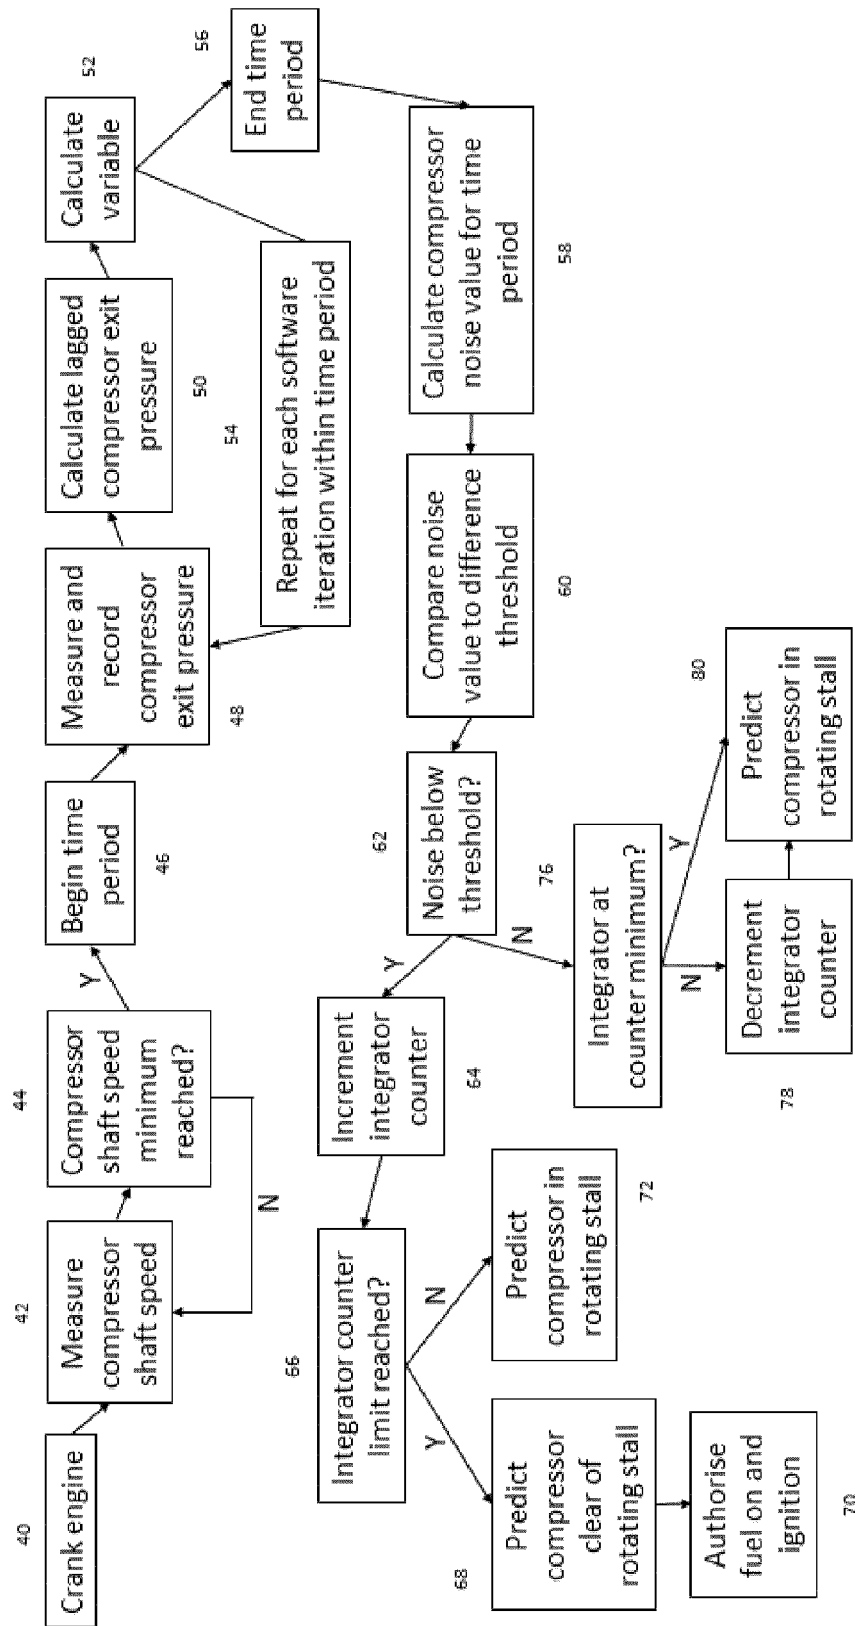 40
Crank engine
42
Measure
compressor
shaft speed
44
Compressor
shaft speed
minimum
reached?
N
Y
Begin time
period
46
Measure and
record
compressor
exit pressure
48
Calculate lagged
compressor exit
pressure
50
Calculate
variable
52
Repeat for each software
iteration within time period
54
End time
period
56
Calculate compressor
noise value for time
period
58
Compare noise
value to difference
threshold
60
Noise below
threshold?
62
Y
N
Increment
integrator
counter
64
Integrator counter
limit reached?
66
Y
N
Predict
compressor
clear of
rotating stall
68
Authorise
fuel on and
ignition
70
Predict
compressor in
rotating stall
72
Integrator at
counter minimum?
76
N
Y
Decrement
integrator
counter
78
Predict
compressor in
rotating stall
80